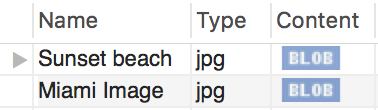 Name Type Content
Sunset beach jpg BLOB
Miami Image jpg BLOB